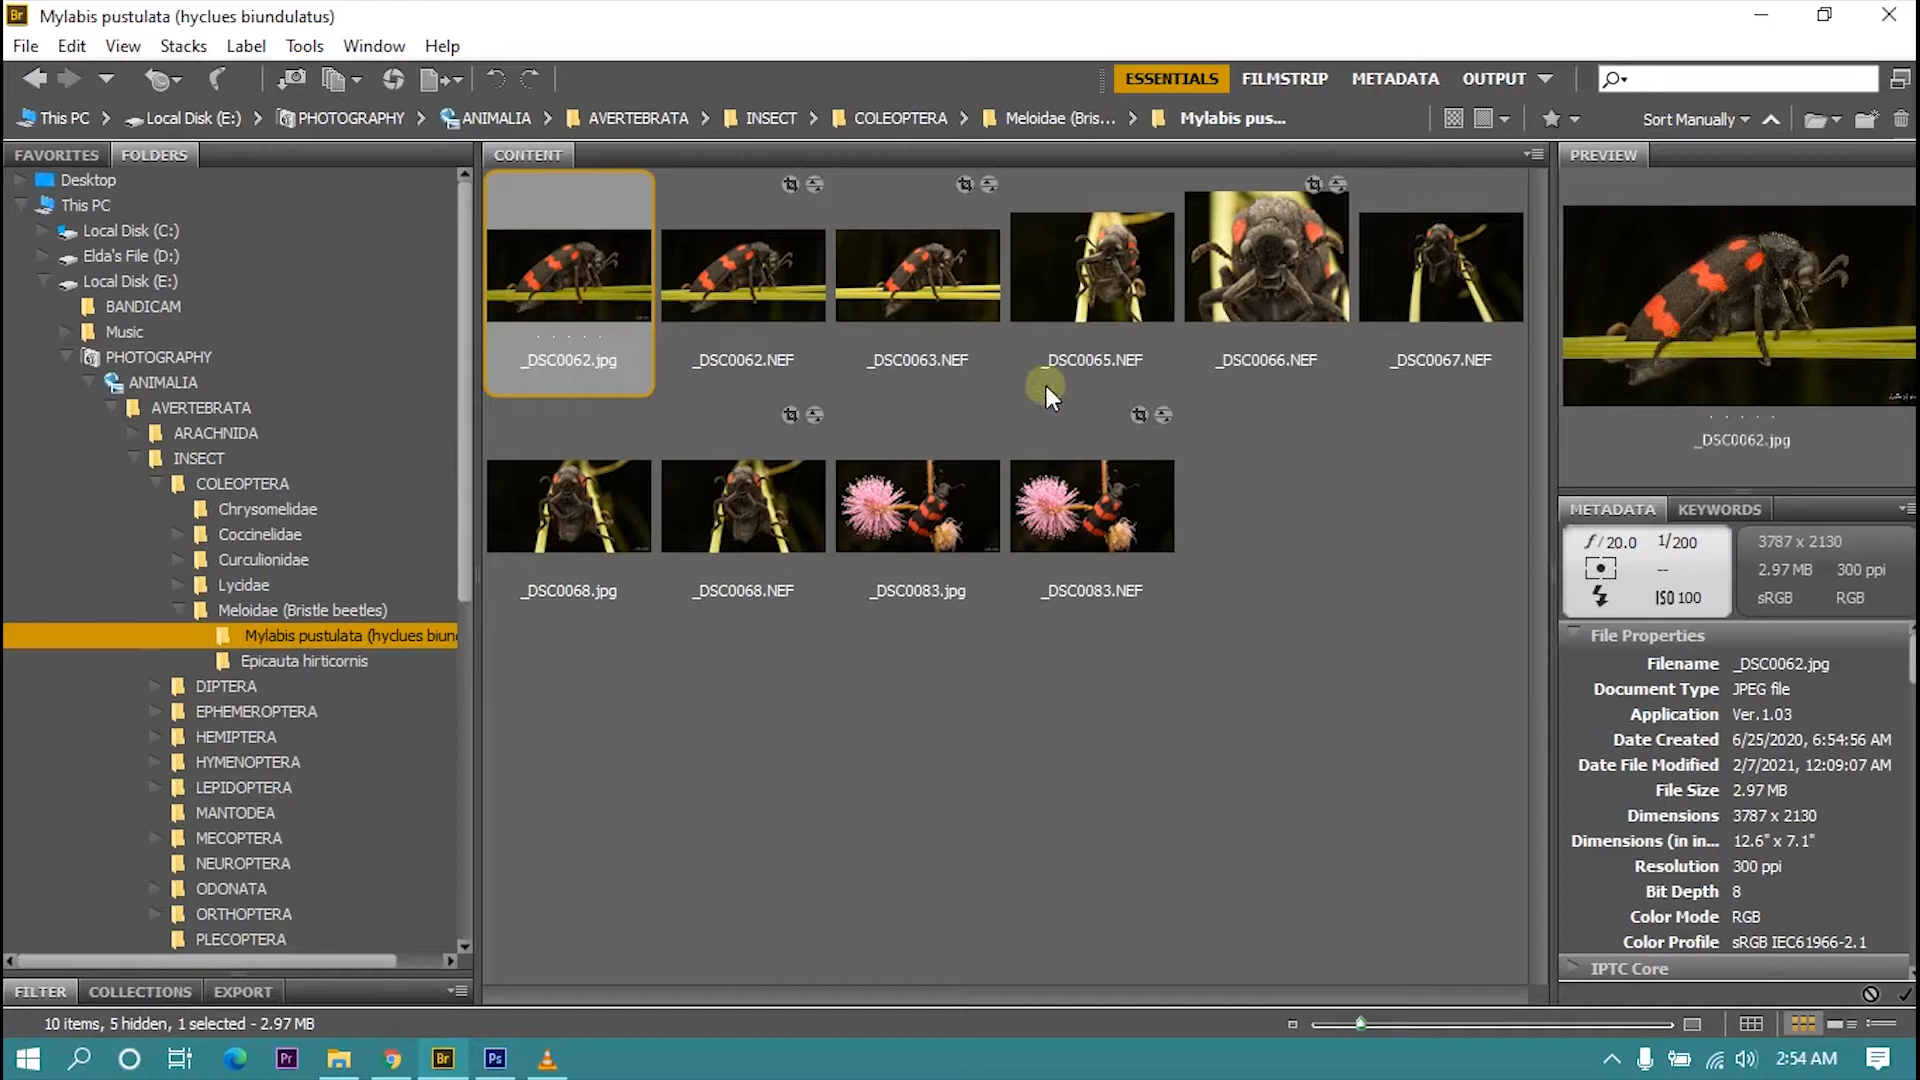 Br Mylabis pustulata (hyclues biundulatus)
File Edit View Stacks Label Tools Window Help
ESSENTIALS FILMSTRIP METADATA OUTPUT
This PC Local Disk (E:) PHOTOGRAPHY ANIMALIA AVERTEBRATA INSECT COLEOPTERA Meloidae (Bris... Mylabis pus... Sort Manually
FAVORITES FOLDERS
Desktop
This PC
Local Disk (C:)
Elda's File (D:)
Local Disk (E:)
BANDICAM
Music
PHOTOGRAPHY
ANIMALIA
AVERTEBRATA
ARACHNIDA
INSECT
COLEOPTERA
Chrysomelidae
Coccinelidae
Curculionidae
Lycidae
Meloidae (Bristle beetles)
Mylabis pustulata (hyclues biun
Epicauta hirticornis
DIPTERA
EPHEMEROPTERA
HEMIPTERA
HYMENOPTERA
LEPIDOPTERA
MANTODEA
MECOPTERA
NEUROPTERA
ODONATA
ORTHOPTERA
PLECOPTERA
FILTER COLLECTIONS EXPORT
CONTENT
_DSC0062.jpg _DSC0062.NEF _DSC0063.NEF _DSC0065.NEF _DSC0066.NEF _DSC0067.NEF
_DSC0068.jpg _DSC0068.NEF _DSC0083.jpg _DSC0083.NEF
PREVIEW
_DSC0062.jpg
METADATA KEYWORDS
f/20.0 1/200
--
ISO 100
3787 x 2130
2.97 MB 300 ppi
sRGB RGB
File Properties
Filename _DSC0062.jpg
Document Type JPEG file
Application Ver.1.03
Date Created 6/25/2020, 6:54:56 AM
Date File Modified 2/7/2021, 12:09:07 AM
File Size 2.97 MB
Dimensions 3787 x 2130
Dimensions (in in... 12.6" x 7.1"
Resolution 300 ppi
Bit Depth 8
Color Mode RGB
Color Profile sRGB IEC61966-2.1
IPTC Core
10 items, 5 hidden, 1 selected - 2.97 MB
Pr Br Ps 2:54 AM